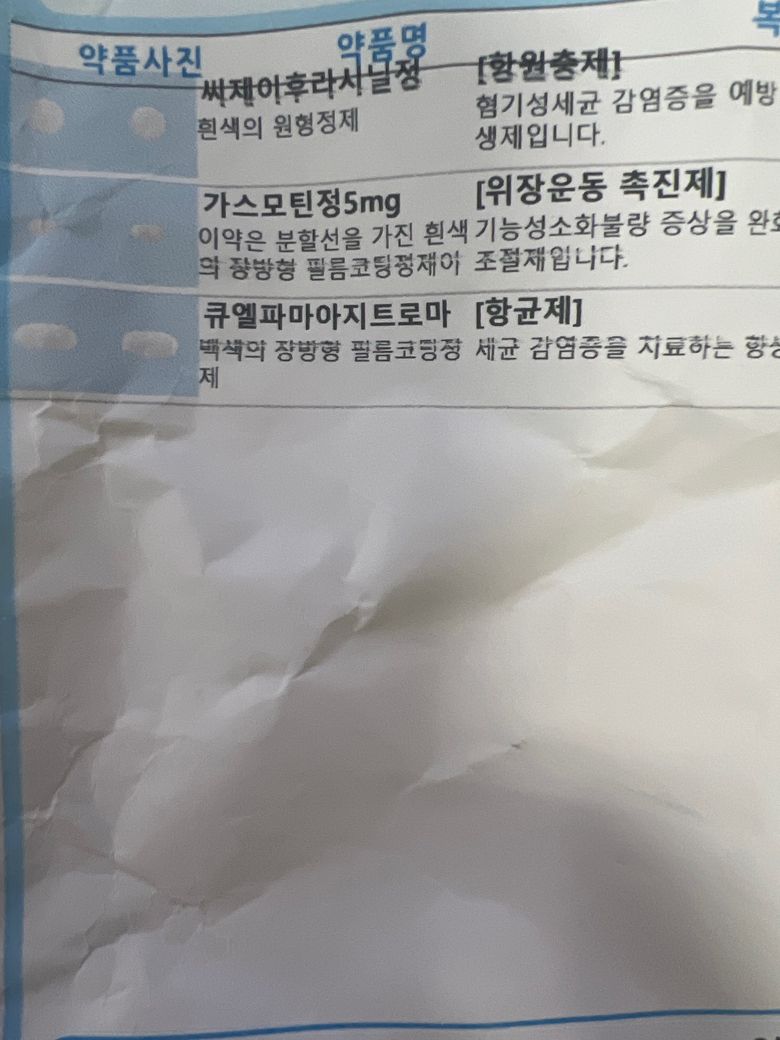 약품사진 약품명 복
씨제이후라시닐정 [항원충제]
흰색의 원형정제 혐기성세균 감염증을 예방
생제입니다.
가스모틴정5mg [위장운동 촉진제]
이약은 분할선을 가진 흰색 기능성소화불량 증상을 완화
의 장방형 필름코팅정제이 조절제입니다.
큐엘파마아지트로마 [항균제]
백색의 장방형 필름코팅정 세균 감염증을 치료하는 항생
제